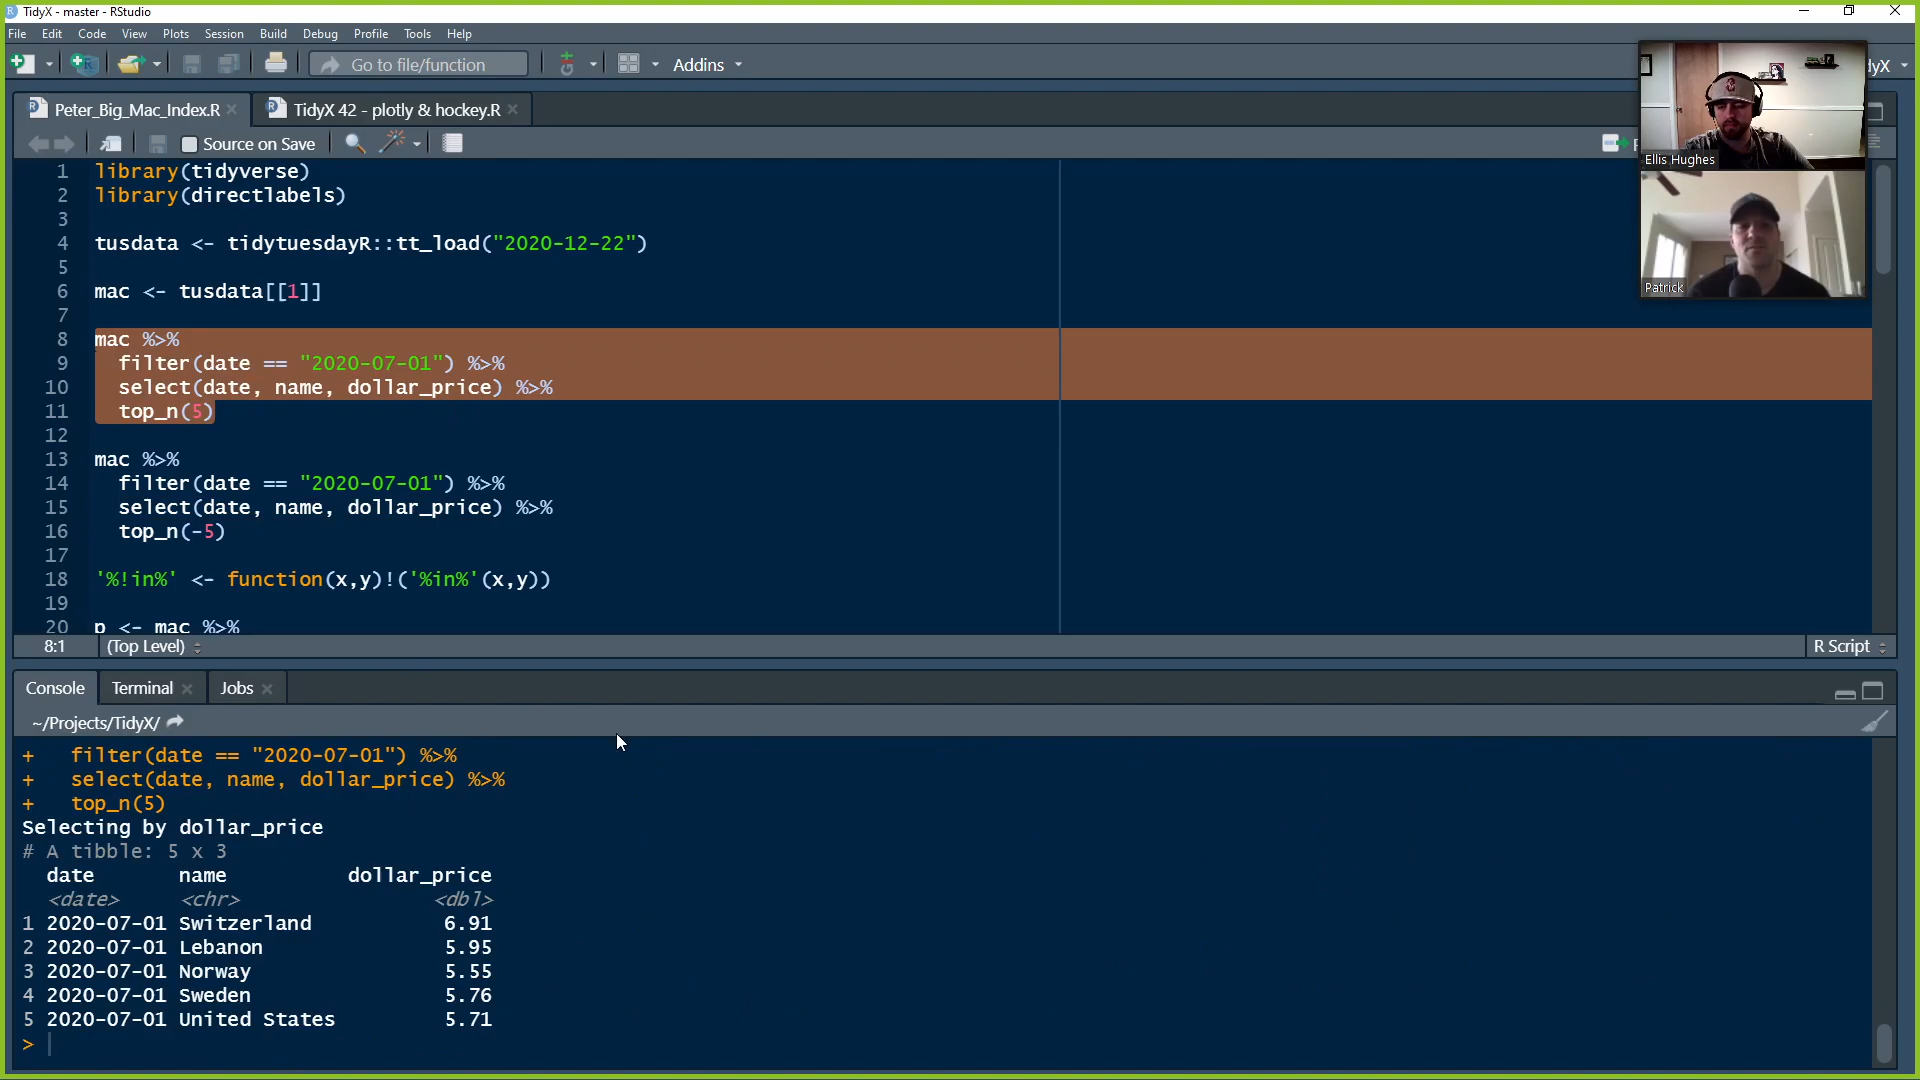 TidyX - master - RStudio
File Edit Code View Plots Session Build Debug Profile Tools Help
Go to file/function
Addins
Peter_Big_Mac_Index.R
TidyX 42 - plotly & hockey.R
Source on Save
1 library(tidyverse)
2 library(directlabels)
3
4 tusdata <- tidytuesdayR::tt_load("2020-12-22")
5
6 mac <- tusdata[[1]]
7
8 mac %>%
9 filter(date == "2020-07-01") %>%
10 select(date, name, dollar_price) %>%
11 top_n(5)
12
13 mac %>%
14 filter(date == "2020-07-01") %>%
15 select(date, name, dollar_price) %>%
16 top_n(-5)
17
18 '%!in%' <- function(x,y)!('%in%'(x,y))
19
20 p <- mac %>%
8:1 (Top Level)
R Script
Ellis Hughes
Patrick
Console Terminal Jobs
~/Projects/TidyX/
+ filter(date == "2020-07-01") %>%
+ select(date, name, dollar_price) %>%
+ top_n(5)
Selecting by dollar_price
# A tibble: 5 x 3
date name dollar_price
<date> <chr> <dbl>
1 2020-07-01 Switzerland 6.91
2 2020-07-01 Lebanon 5.95
3 2020-07-01 Norway 5.55
4 2020-07-01 Sweden 5.76
5 2020-07-01 United States 5.71
>